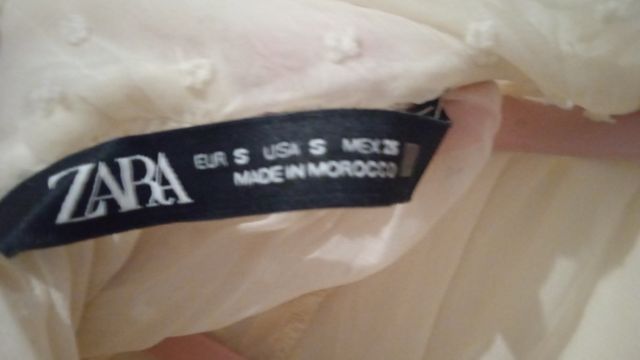 ZARA
EUR S USA S MEX 26
MADE IN MOROCCO